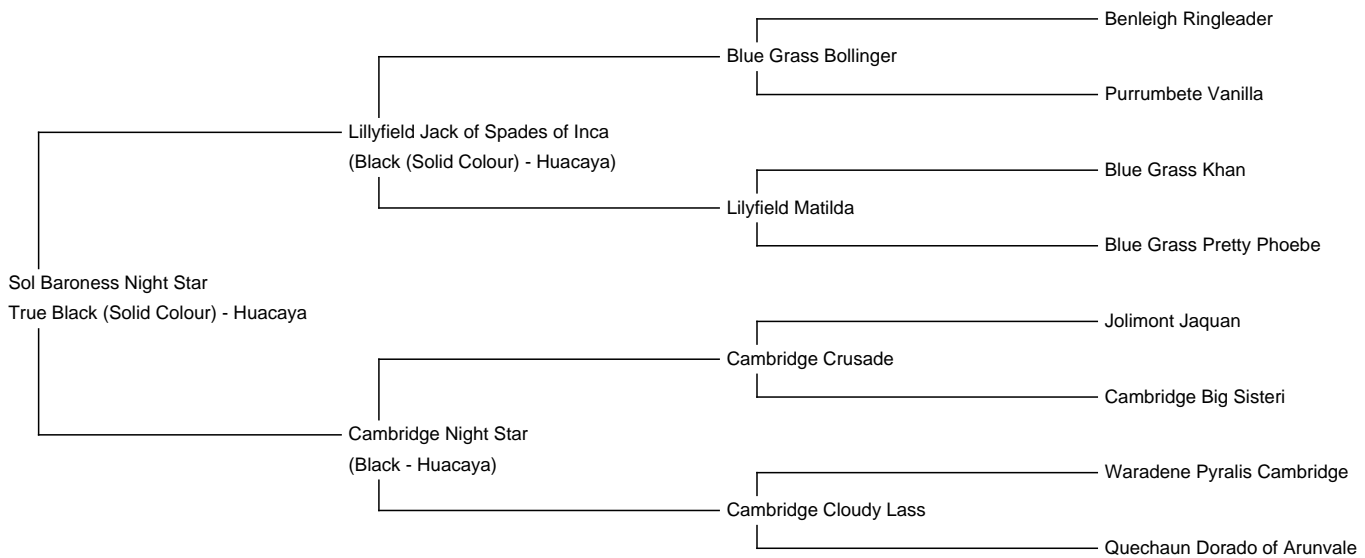 Benleigh Ringleader
Blue Grass Bollinger
Purrumbete Vanilla
Lillyfield Jack of Spades of Inca
(Black (Solid Colour) - Huacaya)
Blue Grass Khan
Lilyfield Matilda
Blue Grass Pretty Phoebe
Sol Baroness Night Star
True Black (Solid Colour) - Huacaya
Jolimont Jaquan
Cambridge Crusade
Cambridge Big Sisteri
Cambridge Night Star
(Black - Huacaya)
Waradene Pyralis Cambridge
Cambridge Cloudy Lass
Quechaun Dorado of Arunvale